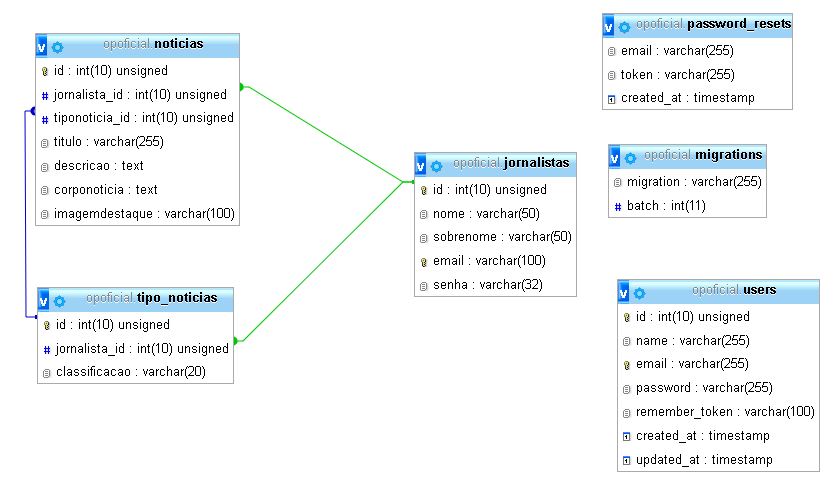 opoficial.noticias
id : int(10) unsigned
jornalista_id : int(10) unsigned
tiponoticia_id : int(10) unsigned
titulo : varchar(255)
descricao : text
corponoticia : text
imagemdestaque : varchar(100)
opoficial.tipo_noticias
id : int(10) unsigned
jornalista_id : int(10) unsigned
classificacao : varchar(20)
opoficial.jornalistas
id : int(10) unsigned
nome : varchar(50)
sobrenome : varchar(50)
email : varchar(100)
senha : varchar(32)
opoficial.password_resets
email : varchar(255)
token : varchar(255)
created_at : timestamp
opoficial.migrations
migration : varchar(255)
batch : int(11)
opoficial.users
id : int(10) unsigned
name : varchar(255)
email : varchar(255)
password : varchar(255)
remember_token : varchar(100)
created_at : timestamp
updated_at : timestamp